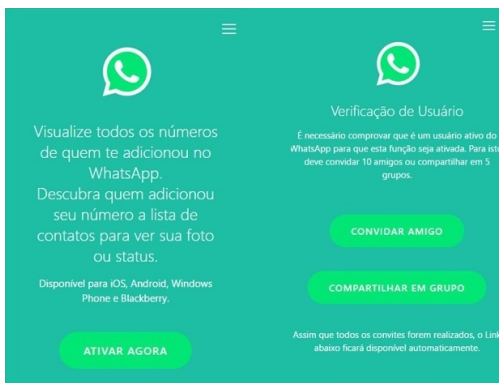 Visualize todos os números
de quem te adicionou no
WhatsApp.
Descubra quem adicionou
seu número a lista de
contatos para ver sua foto
ou status.
Disponível para iOS, Android, Windows
Phone e Blackberry.
ATIVAR AGORA
Verificação de Usuário
É necessário comprovar que é um usuário ativo do
WhatsApp para que esta função seja ativada. Para isto
deve convidar 10 amigos ou compartilhar em 5
grupos.
CONVIDAR AMIGO
COMPARTILHAR EM GRUPO
Assim que todos os convites forem realizados, o Link
abaixo ficará disponível automaticamente.